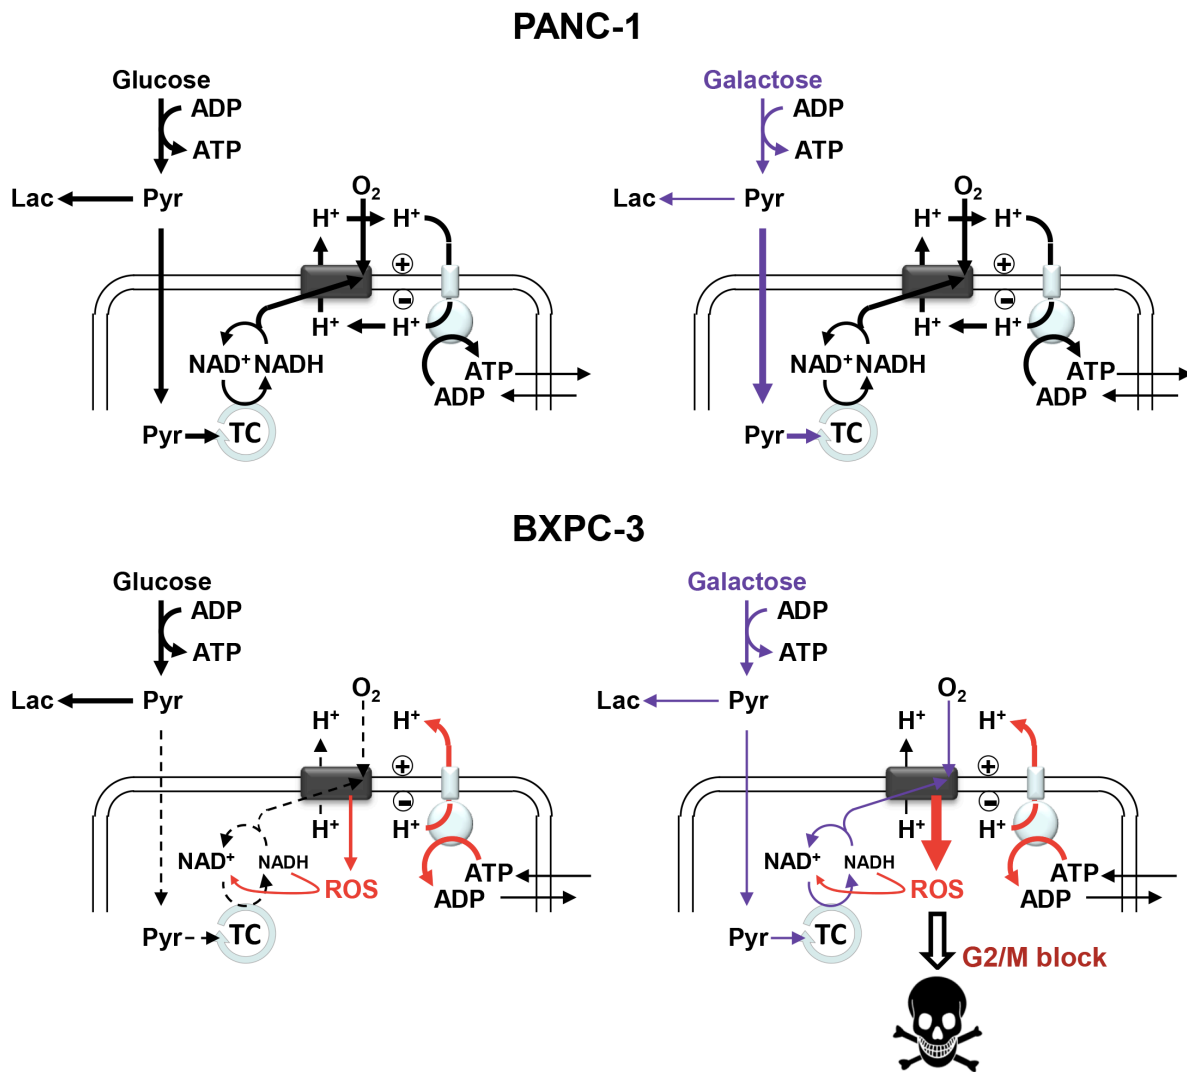 PANC-1
Glucose
ADP
ATP
Lac
Pyr
O2
H+
H+
+
-
H+
H+
NAD+
NADH
ATP
ADP
Pyr
TC
Galactose
ADP
ATP
Lac
Pyr
O2
H+
H+
+
-
H+
H+
NAD+
NADH
ATP
ADP
Pyr
TC
BXPC-3
Glucose
ADP
ATP
Lac
Pyr
O2
H+
H+
+
-
H+
H+
NAD+
NADH
ROS
ATP
ADP
Pyr
TC
Galactose
ADP
ATP
Lac
Pyr
O2
H+
H+
+
-
H+
H+
NAD+
NADH
ROS
ATP
ADP
Pyr
TC
G2/M block